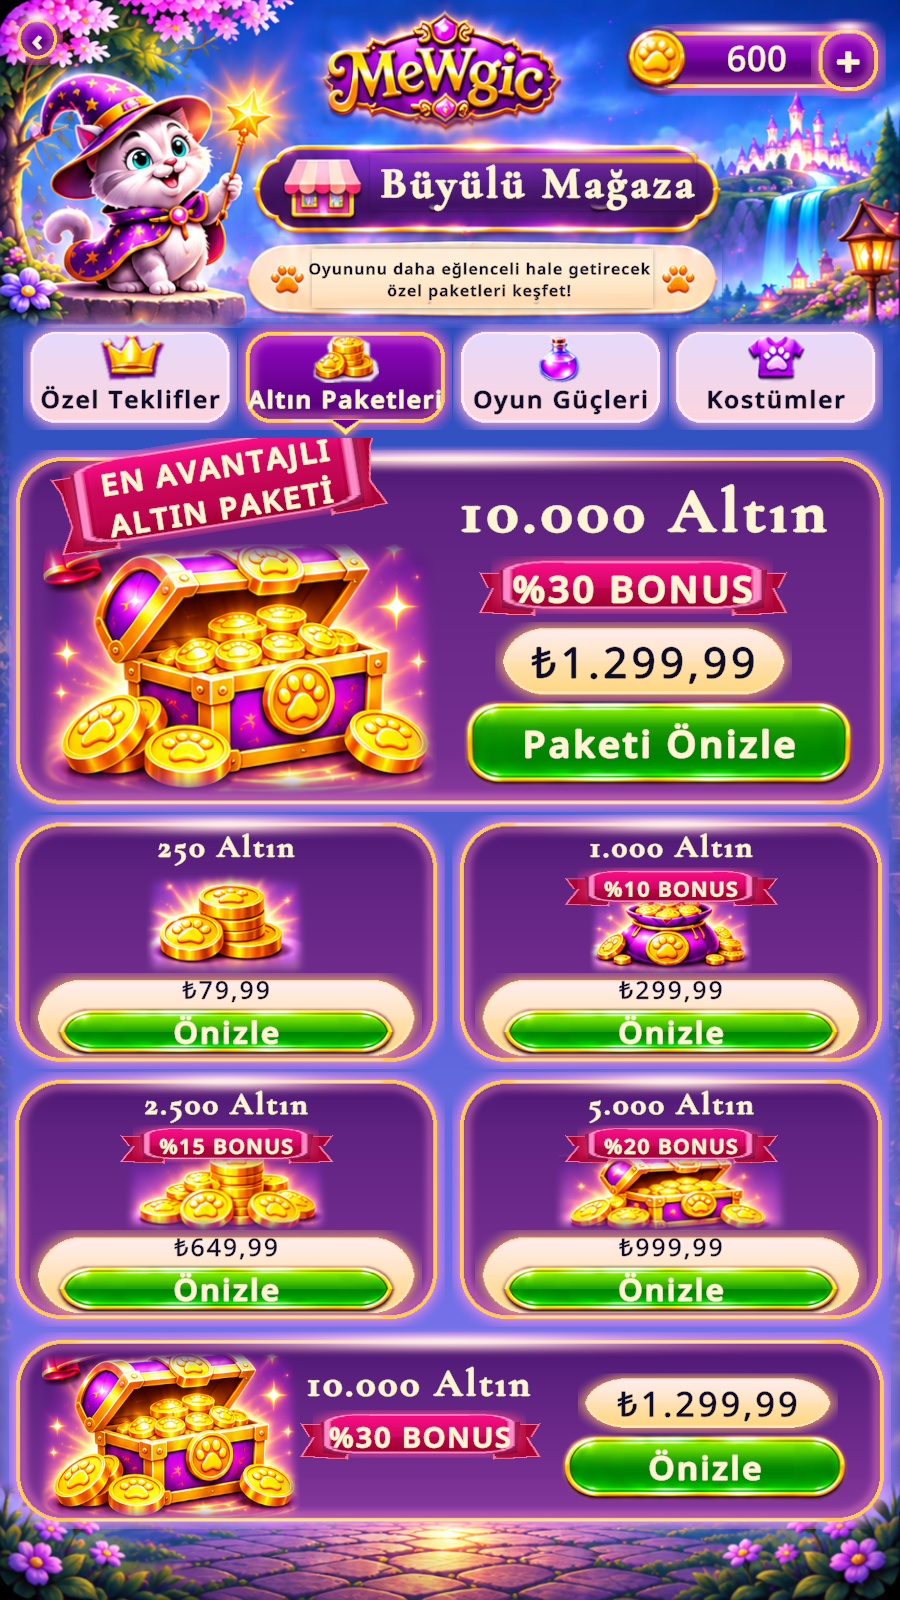 MeWgic
600
Büyülü Mağaza
Oyununu daha eğlenceli hale getirecek
özel paketleri keşfet!
Özel Teklifler
Altın Paketleri
Oyun Güçleri
Kostümler
EN AVANTAJLI
ALTIN PAKETİ
10.000 Altın
%30 BONUS
₺1.299,99
Paketi Önizle
250 Altın
₺79,99
Önizle
1.000 Altın
%10 BONUS
₺299,99
Önizle
2.500 Altın
%15 BONUS
₺649,99
Önizle
5.000 Altın
%20 BONUS
₺999,99
Önizle
10.000 Altın
%30 BONUS
₺1.299,99
Önizle